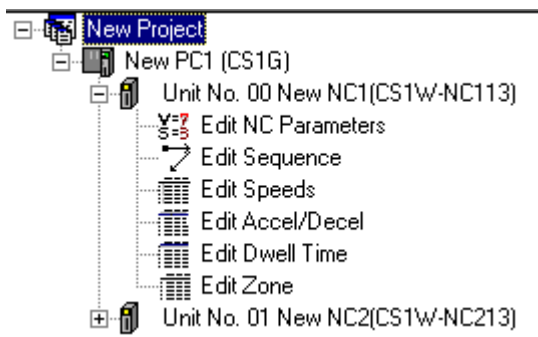 New Project
New PC1 (CS1G)
Unit No. 00 New NC1(CS1W-NC113)
Edit NC Parameters
Edit Sequence
Edit Speeds
Edit Accel/Decel
Edit Dwell Time
Edit Zone
Unit No. 01 New NC2(CS1W-NC213)